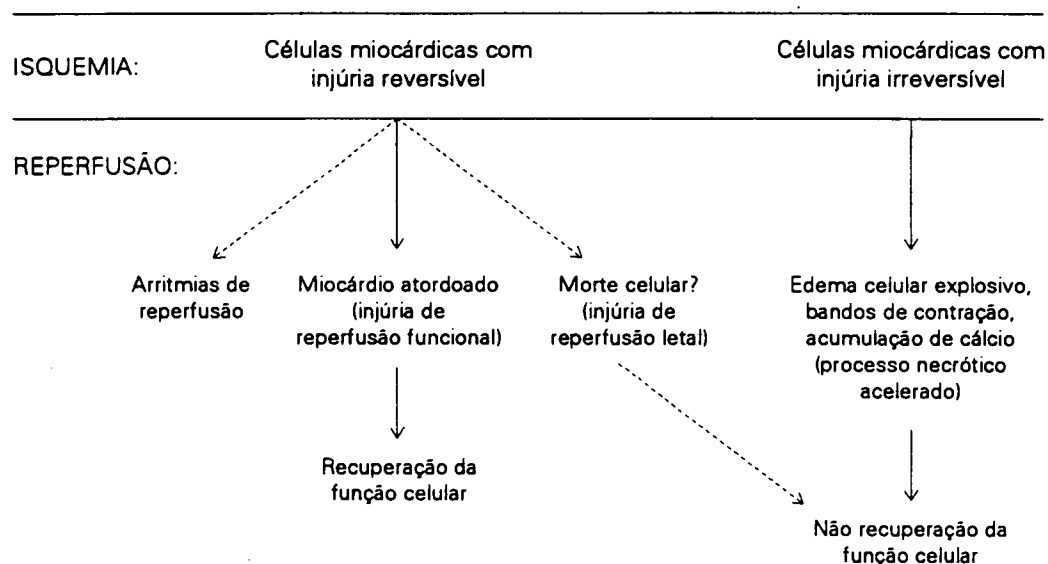 ISQUEMIA:
Células miocárdicas com
injúria reversível
Células miocárdicas com
injúria irreversível
REPERFUSÃO:
Arritmias de
reperfusão
Miocárdio atordoado
(injúria de
reperfusão funcional)
Morte celular?
(injúria de
reperfusão letal)
Edema celular explosivo,
bandos de contração,
acumulação de cálcio
(processo necrótico
acelerado)
Recuperação da
função celular
Não recuperação da
função celular